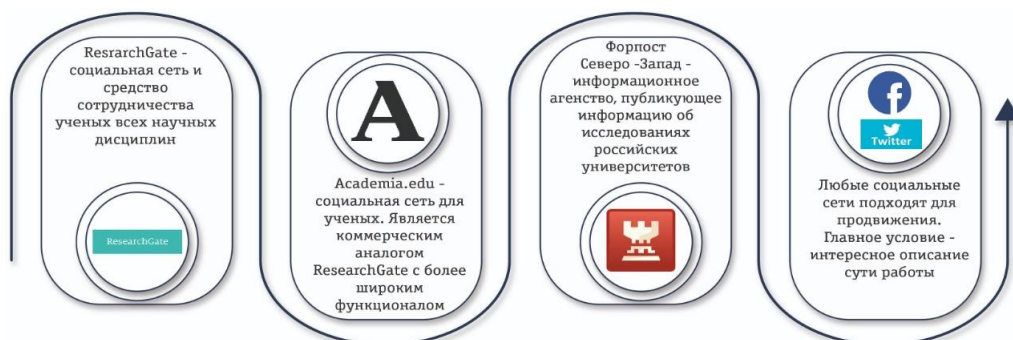 ResrarchGate -
социальная сеть и
средство
сотрудничества
ученых всех научных
дисциплин
ResearchGate
A
Academia.edu -
социальная сеть для
ученых. Является
коммерческим
аналогом
ResearchGate с более
широким
функционалом
Форпост
Северо -Запад -
информационное
агенство, публикующее
информацию об
исследованиях
российских
университетов
f
Twitter
Любые социальные
сети подходят для
продвижения.
Главное условие -
интересное описание
сути работы